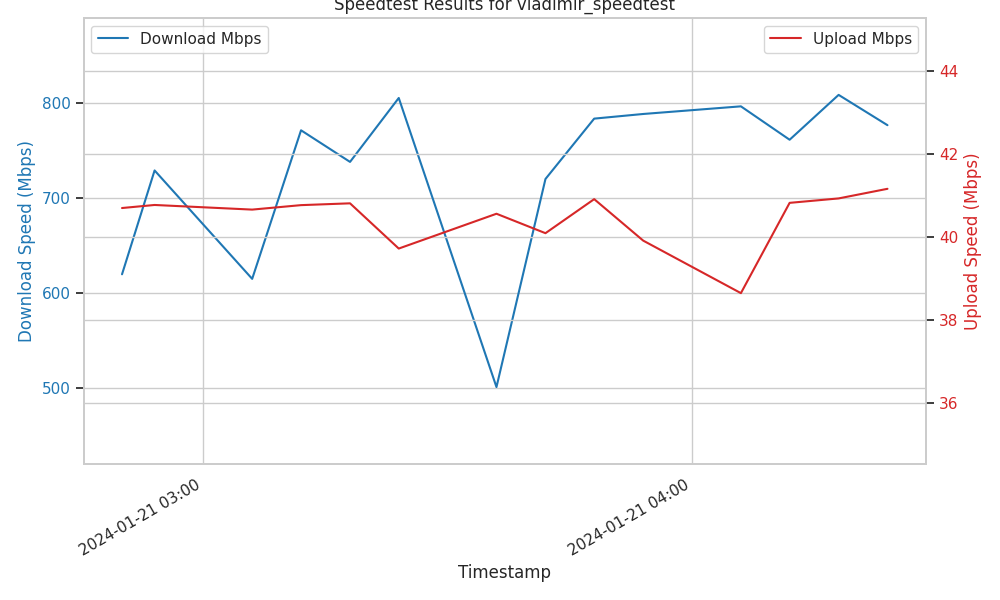 Speedtest Results for vladimir_speedtest
Download Mbps
Upload Mbps
800
700
600
500
Download Speed (Mbps)
44
42
40
38
36
Upload Speed (Mbps)
2024-01-21 03:00
2024-01-21 04:00
Timestamp